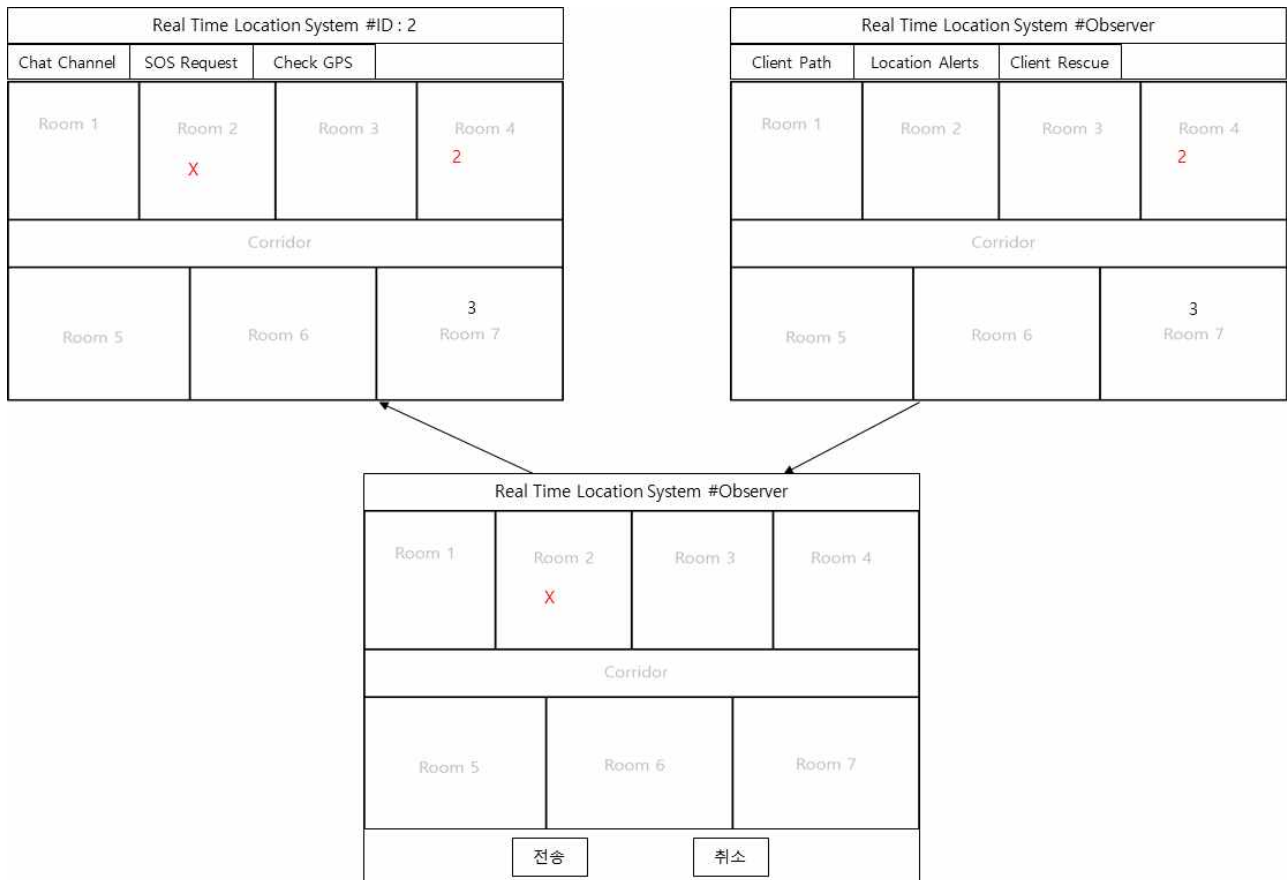 Real Time Location System #ID : 2
Chat Channel SOS Request Check GPS
Room 1 Room 2 Room 3 Room 4
X 2
Corridor
3
Room 5 Room 6 Room 7
Real Time Location System #Observer
Client Path Location Alerts Client Rescue
Room 1 Room 2 Room 3 Room 4
2
Corridor
3
Room 5 Room 6 Room 7
Real Time Location System #Observer
Room 1 Room 2 Room 3 Room 4
X
Corridor
Room 5 Room 6 Room 7
전송 취소